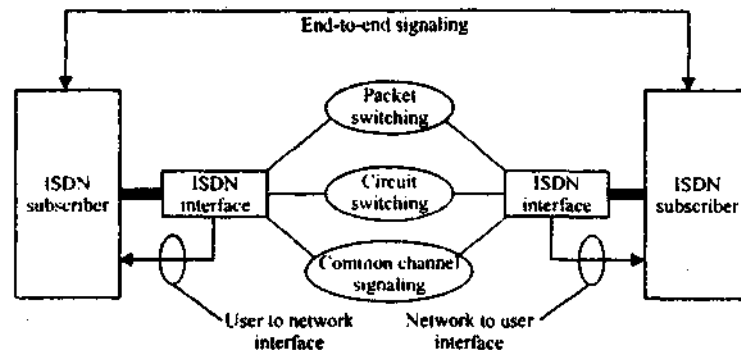 End-to-end signaling
Packet
switching
ISDN
subscriber
ISDN
interface
Circuit
switching
ISDN
interface
ISDN
subscriber
Common channel
signaling
User to network
interface
Network to user
interface